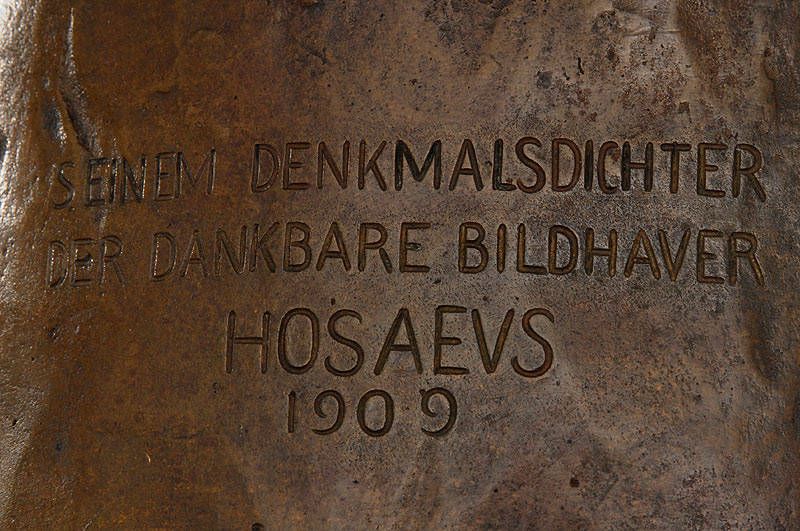 SEINEM DENKMALSDICHTER
DER DANKBARE BILDHAVER
HOSAEVS
1909